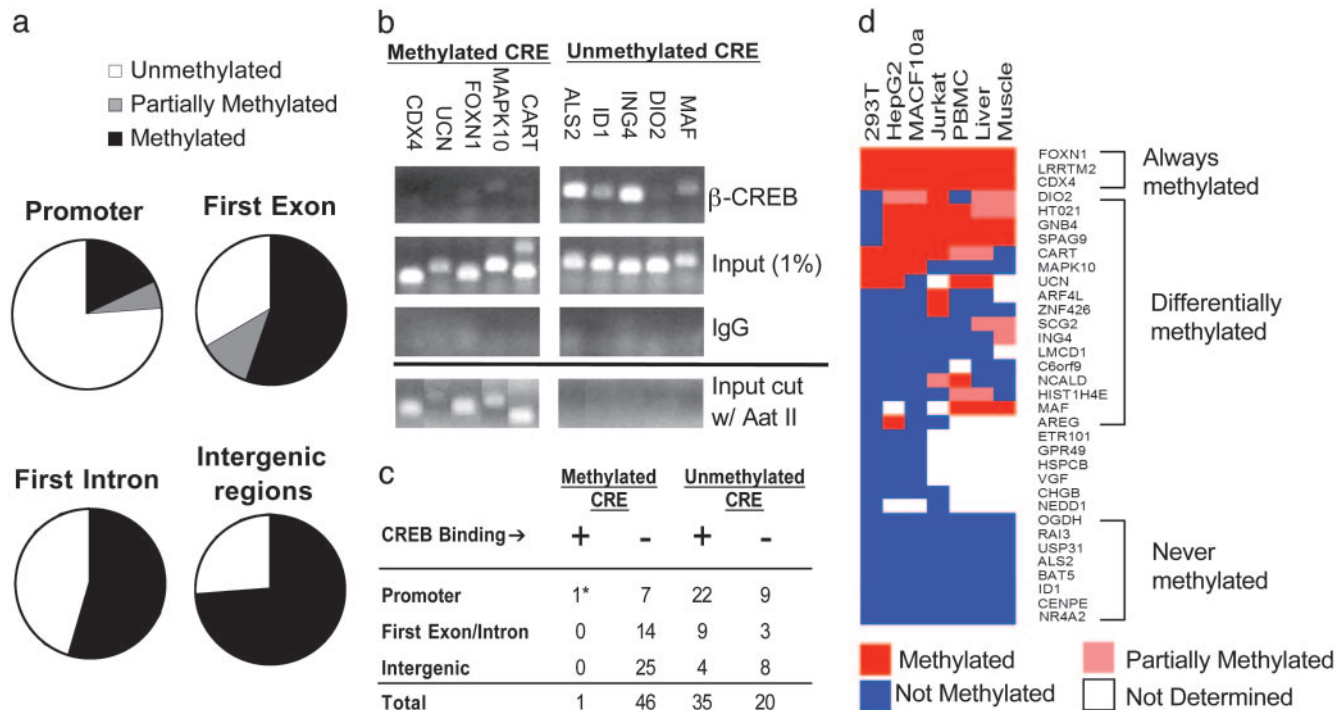 a
Unmethylated
Partially Methylated
Methylated
Promoter
First Exon
First Intron
Intergenic
regions
b
Methylated CRE
Unmethylated CRE
CDX4
UCN
FOXN1
MAPK10
CART
ALS2
ID1
ING4
DIO2
MAF
β-CREB
Input (1%)
IgG
Input cut
w/ Aat II
c
Methylated Unmethylated
CRE CRE
CREB Binding→ + - + -
Promoter 1* 7 22 9
First Exon/Intron 0 14 9 3
Intergenic 0 25 4 8
Total 1 46 35 20
d
293T
HepG2
MACF10a
Jurkat
PBMC
Liver
Muscle
FOXN1
LRRTM2
CDX4
DIO2
HT021
GNB4
SPAG9
CART
MAPK10
UCN
ARF4L
ZNF426
SCG2
ING4
LMCD1
C6orf9
NCALD
HIST1H4E
MAF
AREG
ETR101
GPR49
HSPCB
VGF
CHGB
NEDD1
OGDH
RAI3
USP31
ALS2
BAT5
ID1
CENPE
NR4A2
Always
methylated
Differentially
methylated
Never
methylated
Methylated
Partially Methylated
Not Methylated
Not Determined